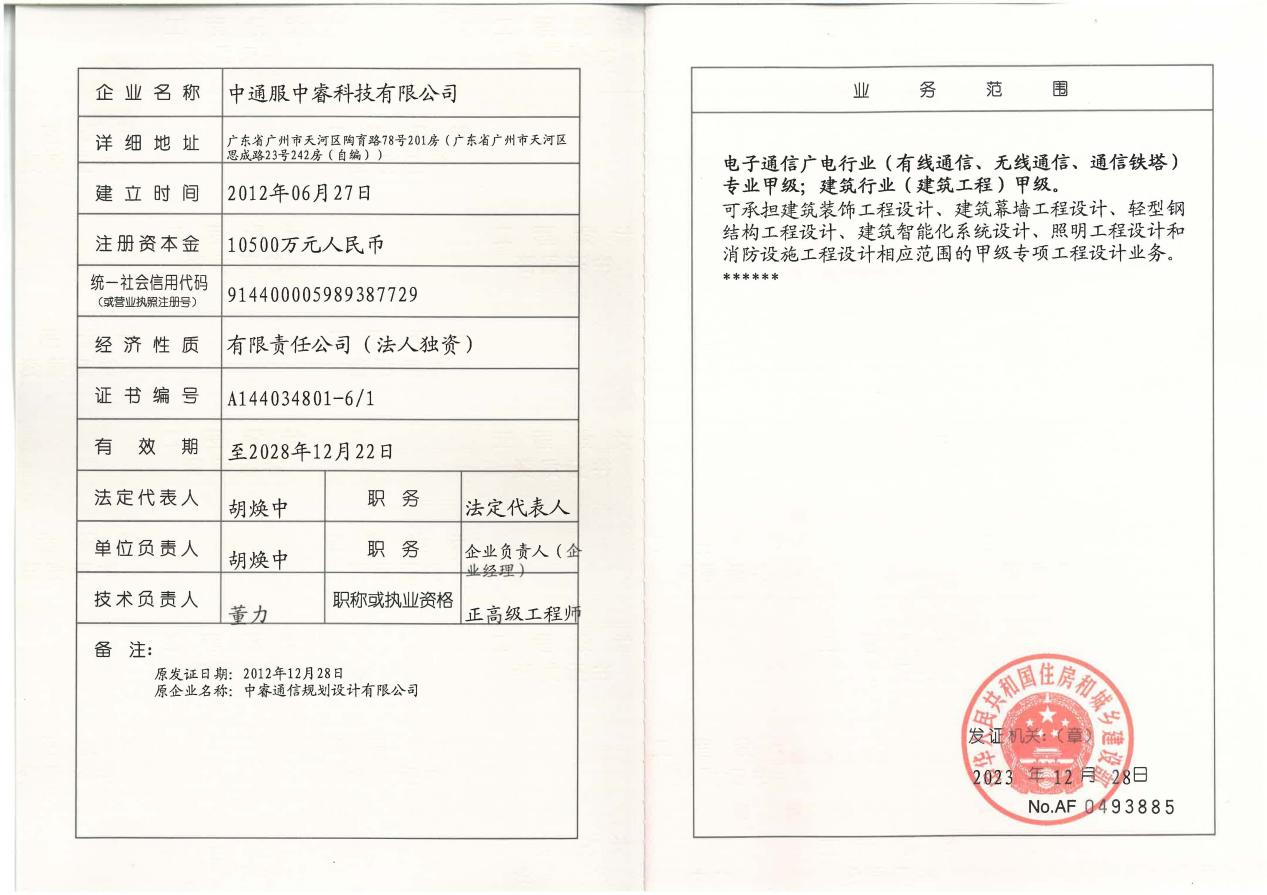 企业名称 中通服中睿科技有限公司
详细地址 广东省广州市天河区陶育路78号201房（广东省广州市天河区
思成路23号242房（自编））
建立时间 2012年06月27日
注册资本金 10500万元人民币
统一社会信用代码
（或营业执照注册号） 914400005989387729
经济性质 有限责任公司（法人独资）
证书编号 A144034801-6/1
有效期 至2028年12月22日
法定代表人 胡焕中 职务 法定代表人
单位负责人 胡焕中 职务 企业负责人（企
业经理）
技术负责人 董力 职称或执业资格 正高级工程师
备注：
原发证日期：2012年12月28日
原企业名称：中睿通信规划设计有限公司
业务范围
电子通信广电行业（有线通信、无线通信、通信铁塔）
专业甲级；建筑行业（建筑工程）甲级。
可承担建筑装饰工程设计、建筑幕墙工程设计、轻型钢
结构工程设计、建筑智能化系统设计、照明工程设计和
消防设施工程设计相应范围的甲级专项工程设计业务。
******
中华人民共和国住房和城乡建设部
发证机关：（章）
2023年12月28日
No.AF 0493885